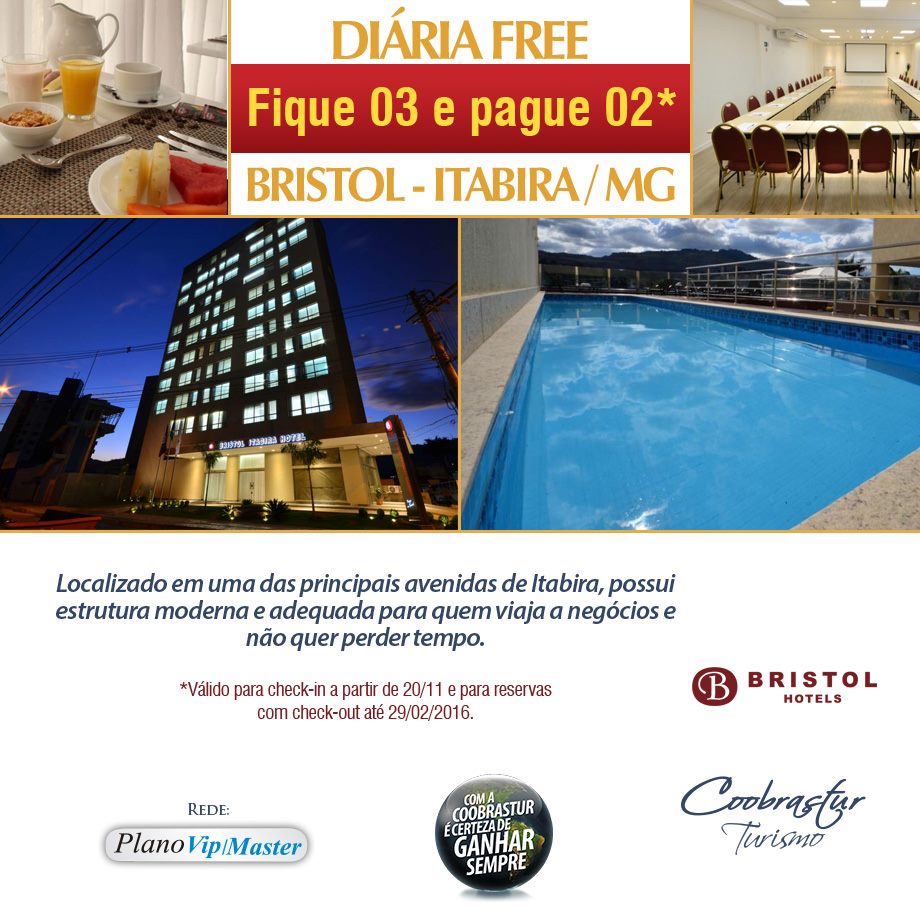 DIÁRIA FREE
Fique 03 e pague 02*
BRISTOL - ITABIRA / MG
BRISTOL ITABIRA HOTEL
Localizado em uma das principais avenidas de Itabira, possui
estrutura moderna e adequada para quem viaja a negócios e
não quer perder tempo.
*Válido para check-in a partir de 20/11 e para reservas
com check-out até 29/02/2016.
B BRISTOL
HOTELS
REDE:
Plano Vip/Master
COM A
COOBRASTUR
É CERTEZA DE
GANHAR
SEMPRE
Coobrastur
Turismo